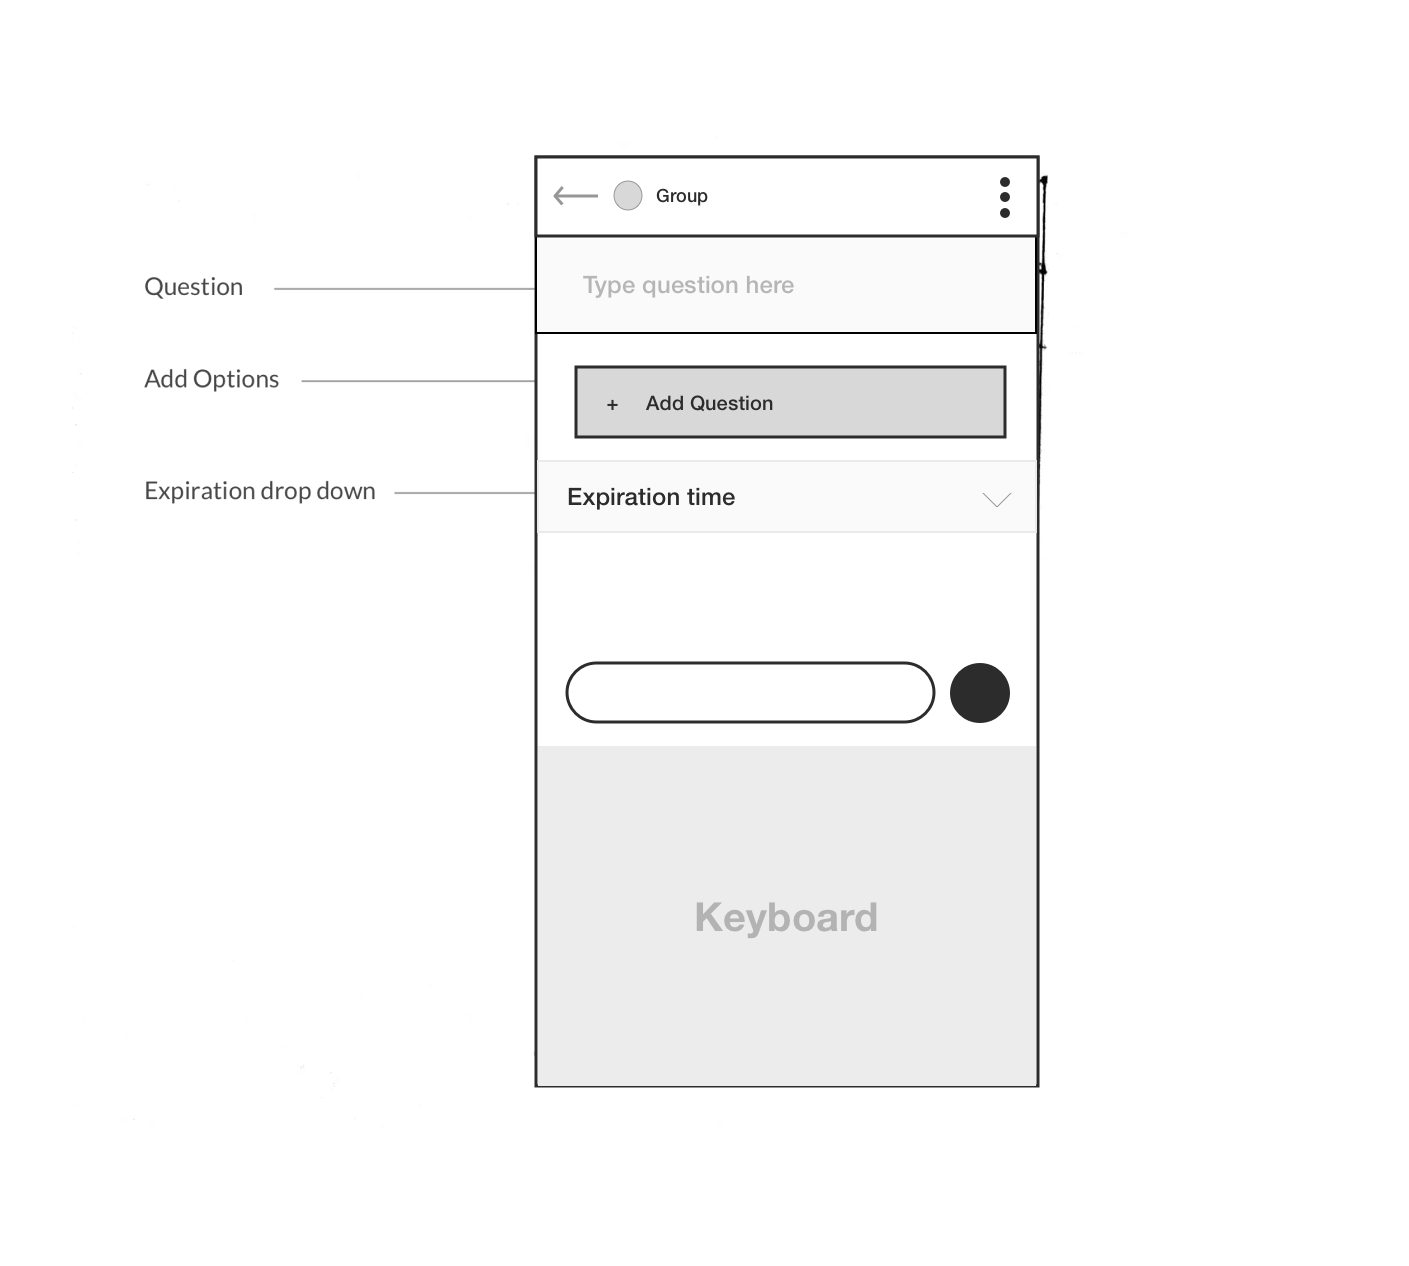 Group
Question
Type question here
Add Options
+ Add Question
Expiration drop down
Expiration time
Keyboard